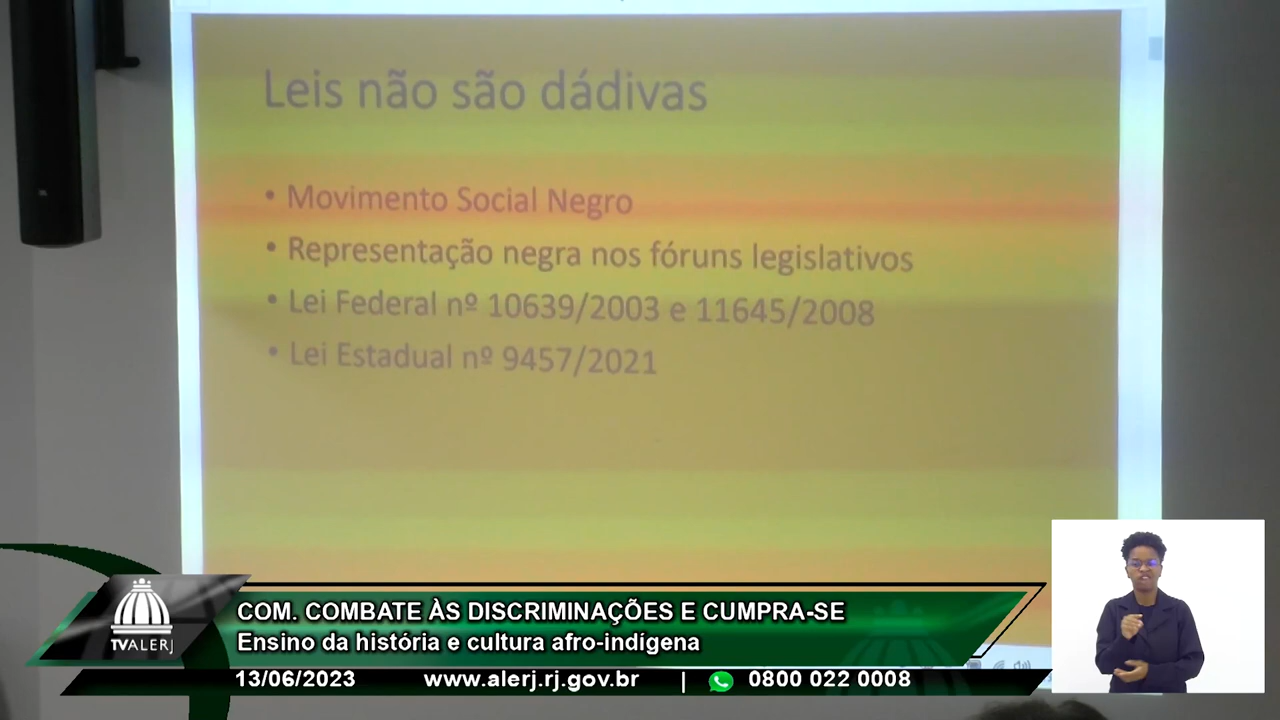 Leis não são dádivas
• Movimento Social Negro
• Representação negra nos fóruns legislativos
• Lei Federal nº 10639/2003 e 11645/2008
• Lei Estadual nº 9457/2021
TVALERJ
COM. COMBATE ÀS DISCRIMINAÇÕES E CUMPRA-SE
Ensino da história e cultura afro-indígena
13/06/2023 www.alerj.rj.gov.br | 0800 022 0008